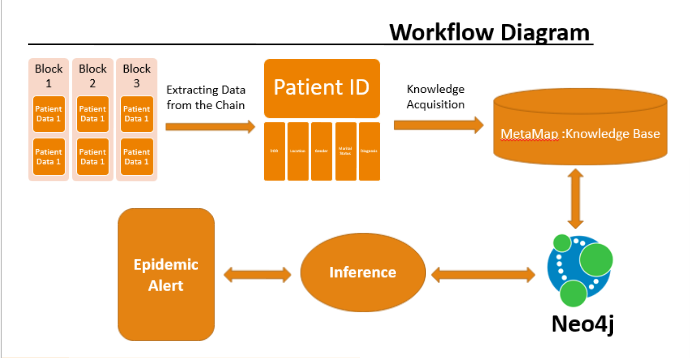 Workflow Diagram
Block
1
Block
2
Block
3
Patient
Data 1
Patient
Data 1
Patient
Data 1
Patient
Data 1
Patient
Data 1
Patient
Data 1
Extracting Data
from the Chain
Patient ID
DOB
Location
Gender
Marital
Status
Diagnosis
Knowledge
Acquisition
MetaMap :Knowledge Base
Epidemic
Alert
Inference
Neo4j